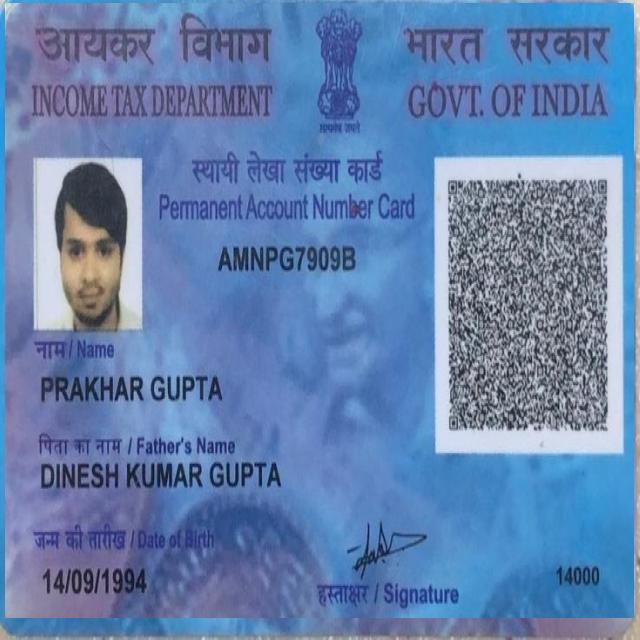 आयकर विभाग
INCOME TAX DEPARTMENT
भारत सरकार
GOVT. OF INDIA
सत्यमेव जयते
स्थायी लेखा संख्या कार्ड
Permanent Account Number Card
AMNPG7909B
नाम / Name
PRAKHAR GUPTA
पिता का नाम / Father's Name
DINESH KUMAR GUPTA
जन्म की तारीख / Date of Birth
14/09/1994
हस्ताक्षर / Signature
14000